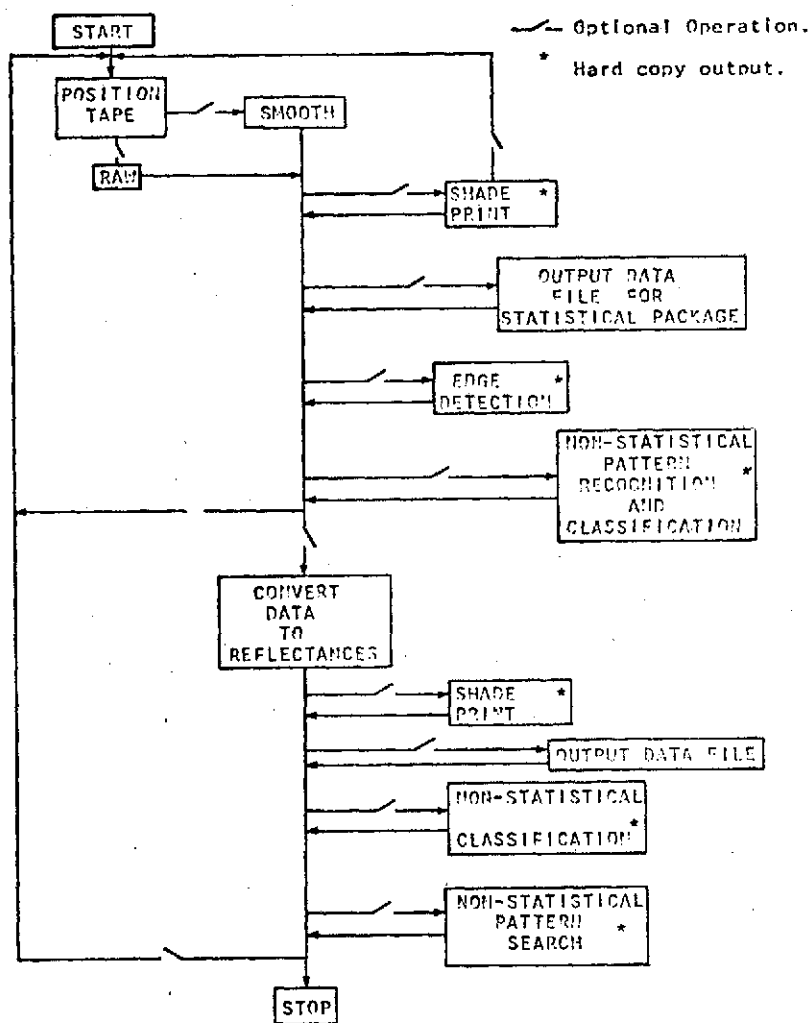 START
Optional Operation.
* Hard copy output.
POSITION
TAPE
SMOOTH
RAW
SHADE *
PRINT
OUTPUT DATA
FILE FOR
STATISTICAL PACKAGE
EDGE *
DETECTION
NON-STATISTICAL
PATTERN
RECOGNITION *
AND
CLASSIFICATION
CONVERT
DATA
TO
REFLECTANCES
SHADE *
PRINT
OUTPUT DATA FILE
NON-STATISTICAL
CLASSIFICATION *
NON-STATISTICAL
PATTERN
SEARCH *
STOP